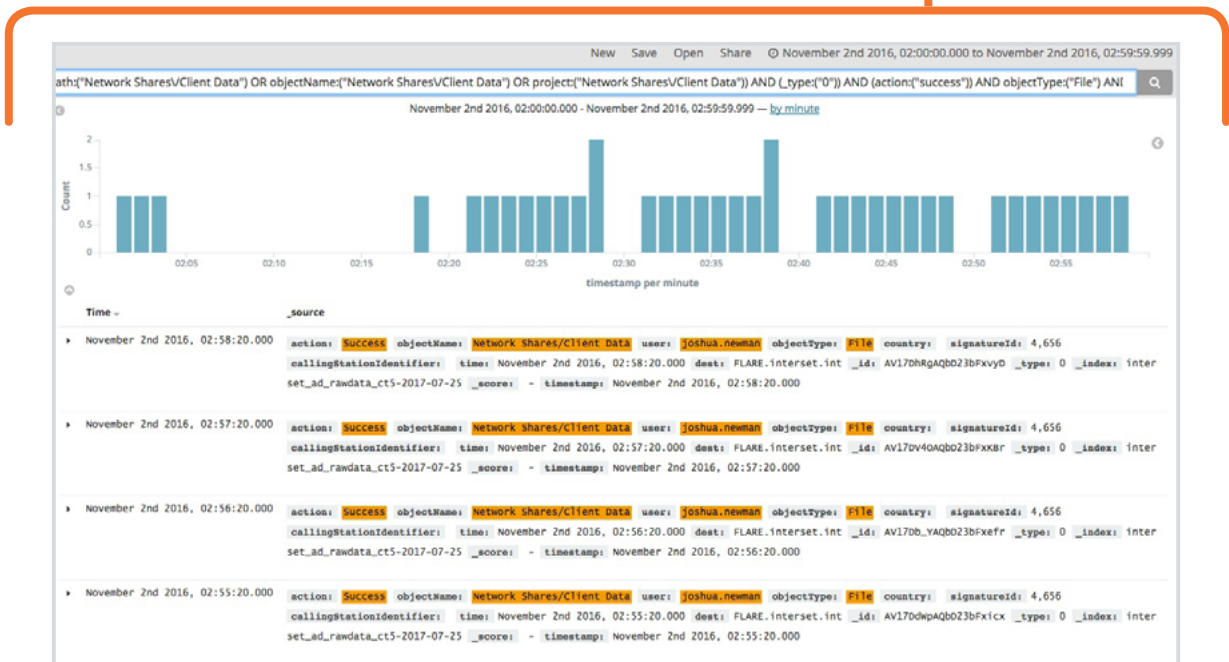 New Save Open Share November 2nd 2016, 02:00:00.000 to November 2nd 2016, 02:59:59.999
ath:("Network Shares\/Client Data") OR objectName:("Network Shares\/Client Data") OR project:("Network Shares\/Client Data")) AND (_type:("0")) AND (action:("success")) AND objectType:("File") AND
November 2nd 2016, 02:00:00.000 - November 2nd 2016, 02:59:59.999 — by minute
2
1.5
1
0.5
0
Count
02:05 02:10 02:15 02:20 02:25 02:30 02:35 02:40 02:45 02:50 02:55
timestamp per minute
Time _source
November 2nd 2016, 02:58:20.000 action: Success objectName: Network Shares/Client Data user: joshua.newman objectType: File country: signatureId: 4,656
callingStationIdentifier: time: November 2nd 2016, 02:58:20.000 dest: FLARE.interset.int _id: AVl7DhRgAQbD23bFxvyD _type: 0 _index: inter
set_ad_rawdata_ct5-2017-07-25 _score: - timestamp: November 2nd 2016, 02:58:20.000
November 2nd 2016, 02:57:20.000 action: Success objectName: Network Shares/Client Data user: joshua.newman objectType: File country: signatureId: 4,656
callingStationIdentifier: time: November 2nd 2016, 02:57:20.000 dest: FLARE.interset.int _id: AVl7DV4OAQbD23bFxKBr _type: 0 _index: inter
set_ad_rawdata_ct5-2017-07-25 _score: - timestamp: November 2nd 2016, 02:57:20.000
November 2nd 2016, 02:56:20.000 action: Success objectName: Network Shares/Client Data user: joshua.newman objectType: File country: signatureId: 4,656
callingStationIdentifier: time: November 2nd 2016, 02:56:20.000 dest: FLARE.interset.int _id: AVl7Db_YAQbD23bFxefr _type: 0 _index: inter
set_ad_rawdata_ct5-2017-07-25 _score: - timestamp: November 2nd 2016, 02:56:20.000
November 2nd 2016, 02:55:20.000 action: Success objectName: Network Shares/Client Data user: joshua.newman objectType: File country: signatureId: 4,656
callingStationIdentifier: time: November 2nd 2016, 02:55:20.000 dest: FLARE.interset.int _id: AVl7DdWpAQbD23bFxicx _type: 0 _index: inter
set_ad_rawdata_ct5-2017-07-25 _score: - timestamp: November 2nd 2016, 02:55:20.000